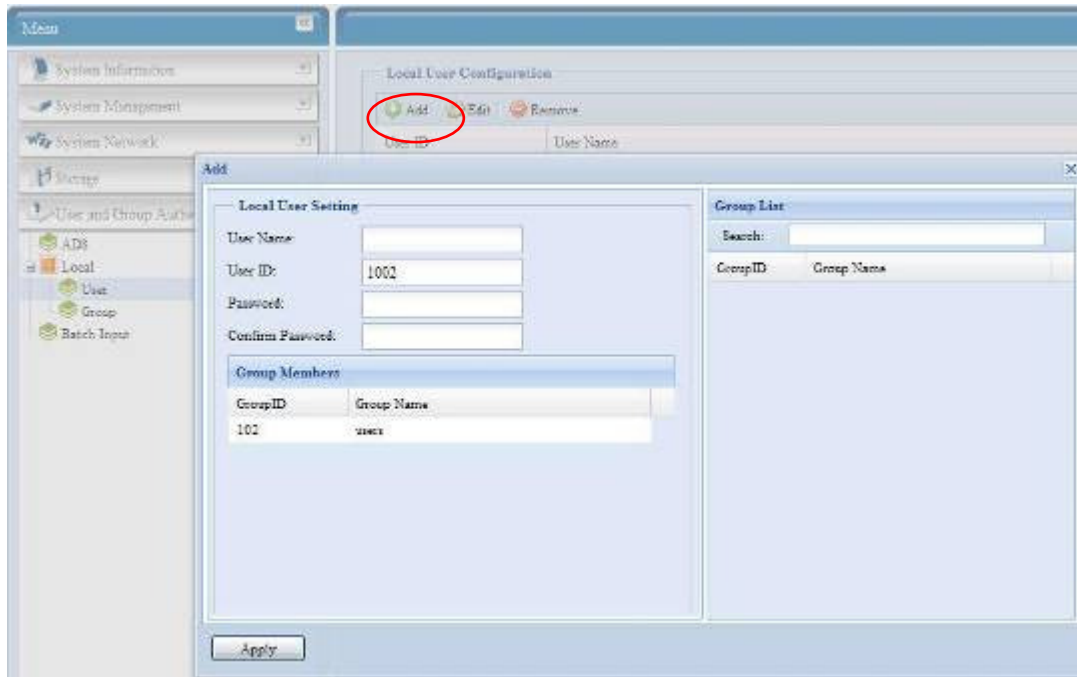 Menu
System Information
System Management
System Network
Storage
User and Group Authe
ADS
Local
User
Group
Batch Input
Local User Configuration
Add Edit Remove
User ID User Name
Add
Local User Setting
User Name:
User ID: 1002
Password:
Confirm Password:
Group Members
GroupID Group Name
102 users
Group List
Search:
GroupID Group Name
Apply